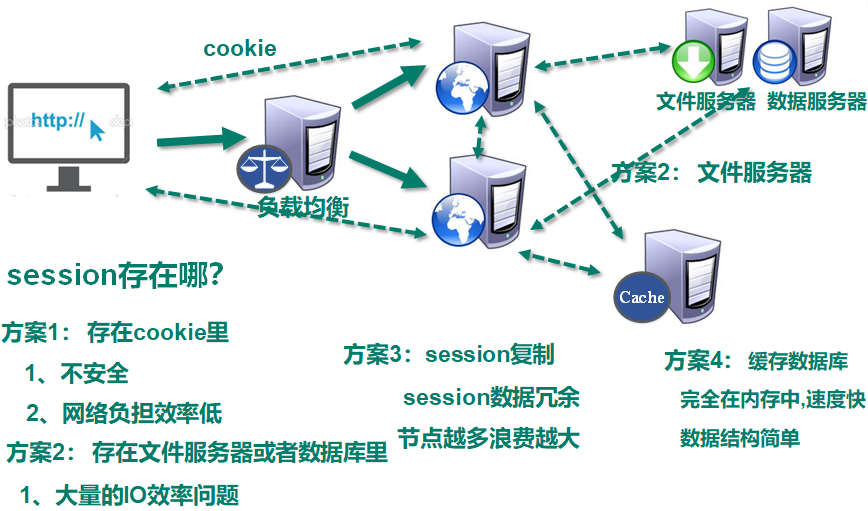 cookie
http://
负载均衡
文件服务器 数据服务器
方案2： 文件服务器
Cache
session存在哪？
方案1： 存在cookie里
1、不安全
2、网络负担效率低
方案2： 存在文件服务器或者数据库里
1、大量的IO效率问题
方案3：session复制
session数据冗余
节点越多浪费越大
方案4： 缓存数据库
完全在内存中,速度快
数据结构简单